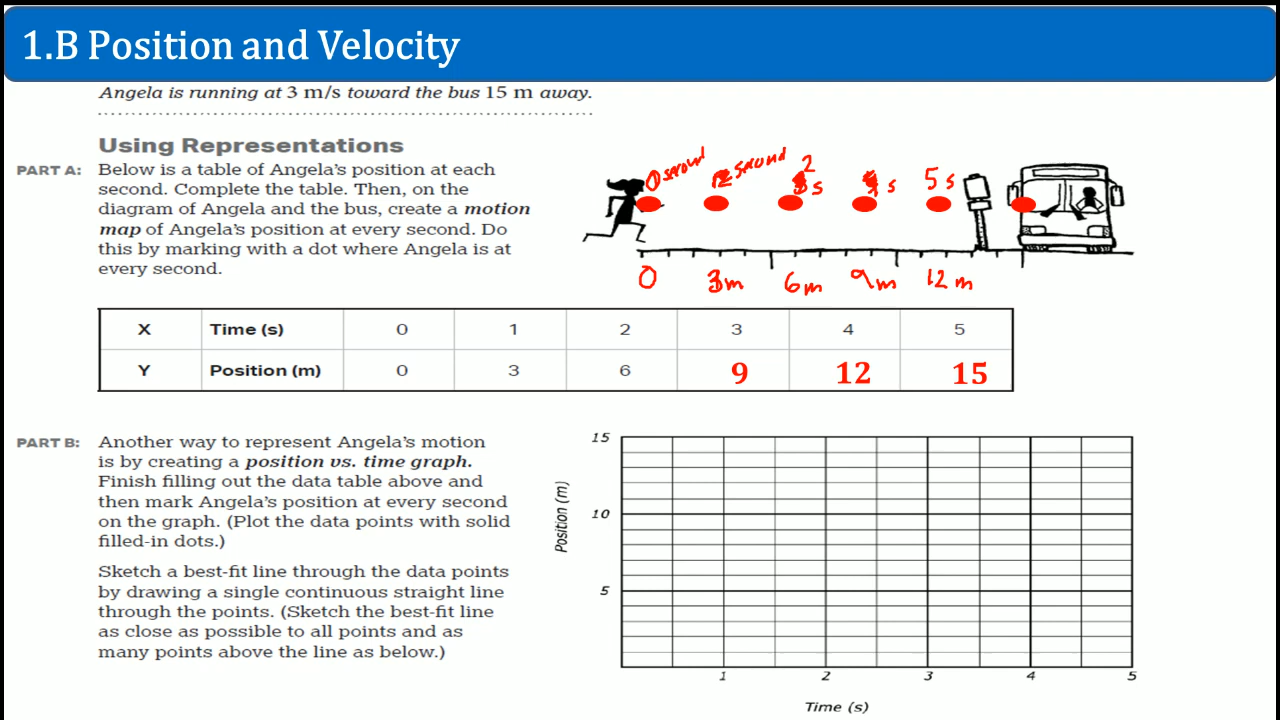 1.B Position and Velocity
Angela is running at 3 m/s toward the bus 15 m away.
Using Representations
PART A:
Below is a table of Angela's position at each
second. Complete the table. Then, on the
diagram of Angela and the bus, create a motion
map of Angela's position at every second. Do
this by marking with a dot where Angela is at
every second.
0 second
second
2
s
s
5 s
0
3m
6m
9m
12 m
X Time (s) 0 1 2 3 4 5
Y Position (m) 0 3 6 9 12 15
PART B:
Another way to represent Angela's motion
is by creating a position vs. time graph.
Finish filling out the data table above and
then mark Angela's position at every second
on the graph. (Plot the data points with solid
filled-in dots.)
Sketch a best-fit line through the data points
by drawing a single continuous straight line
through the points. (Sketch the best-fit line
as close as possible to all points and as
many points above the line as below.)
15
10
5
Position (m)
1 2 3 4 5
Time (s)